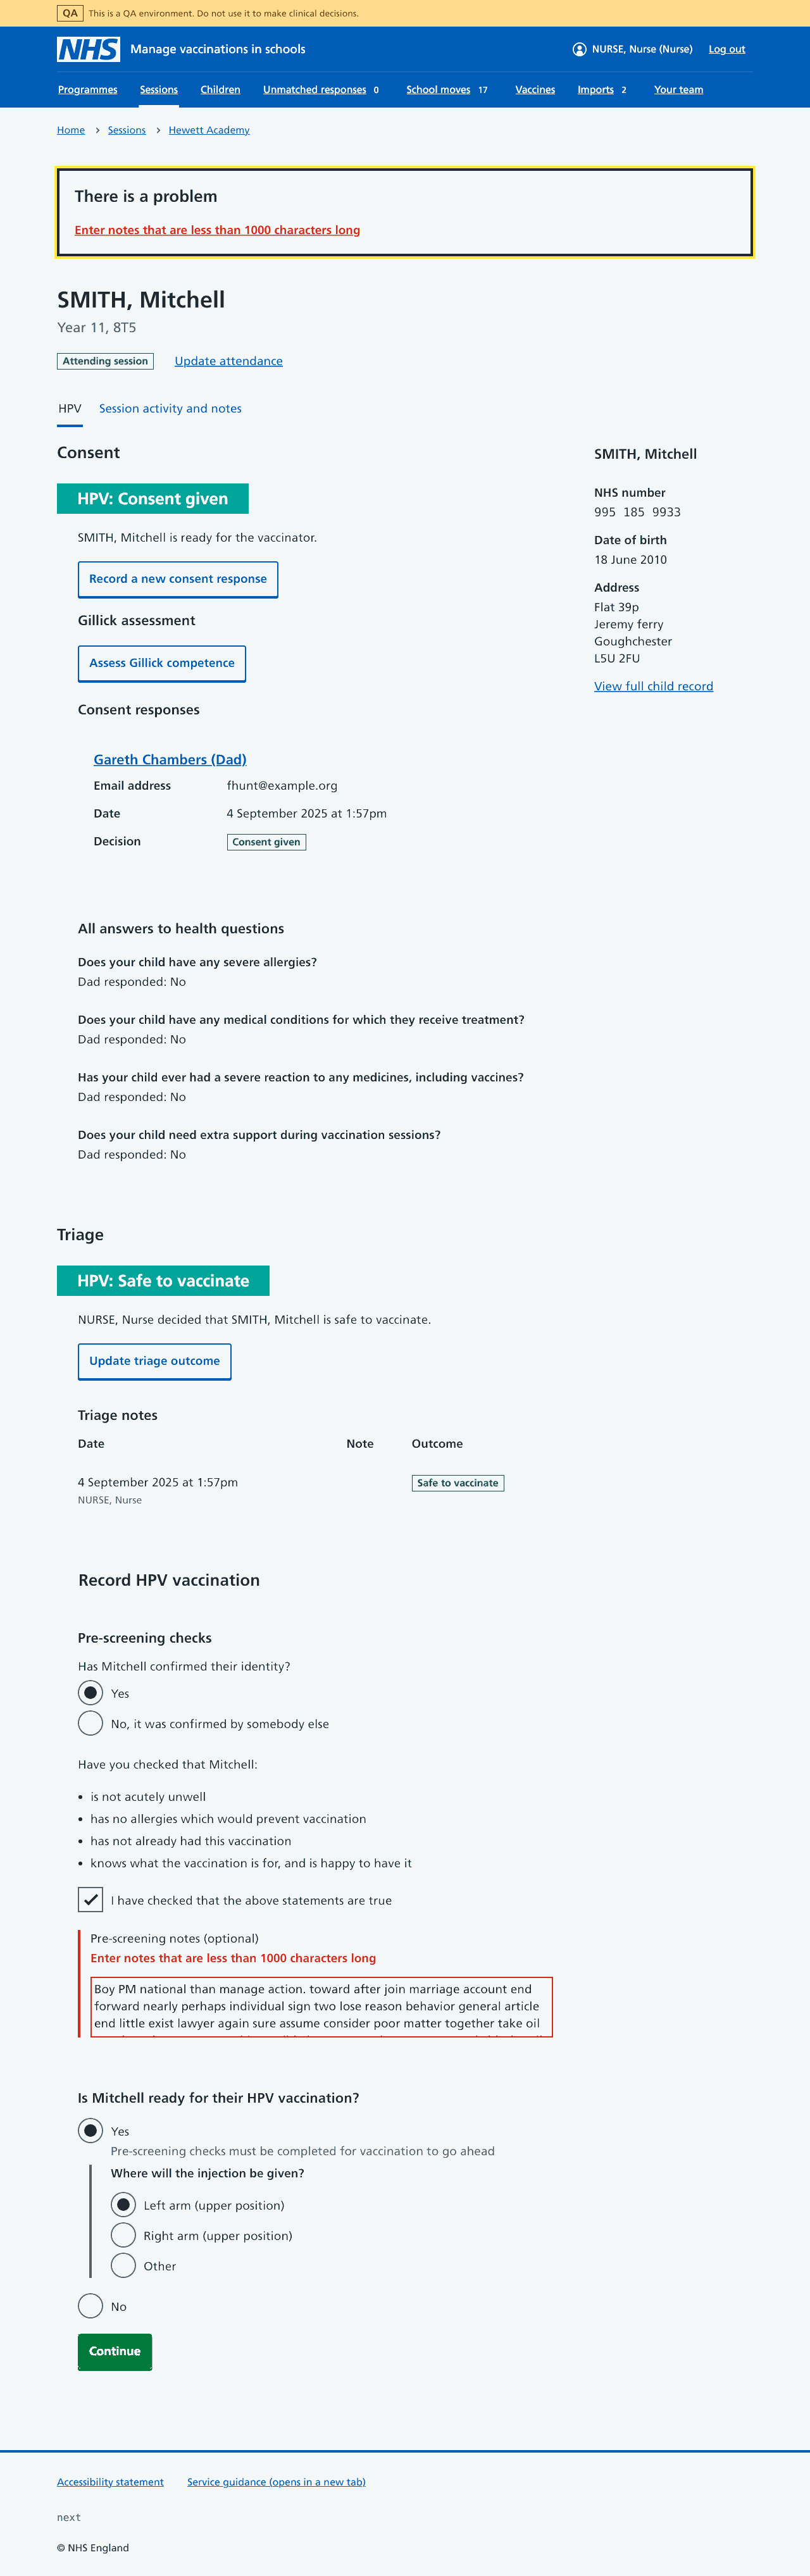 QA This is a QA environment. Do not use it to make clinical decisions.
NHS Manage vaccinations in schools NURSE, Nurse (Nurse) Log out
Programmes Sessions Children Unmatched responses 0 School moves 17 Vaccines Imports 2 Your team
Home Sessions Hewett Academy
There is a problem
Enter notes that are less than 1000 characters long
SMITH, Mitchell
Year 11, 8T5
Attending session Update attendance
HPV Session activity and notes
Consent
HPV: Consent given
SMITH, Mitchell is ready for the vaccinator.
Record a new consent response
Gillick assessment
Assess Gillick competence
Consent responses
Gareth Chambers (Dad)
Email address fhunt@example.org
Date 4 September 2025 at 1:57pm
Decision Consent given
All answers to health questions
Does your child have any severe allergies?
Dad responded: No
Does your child have any medical conditions for which they receive treatment?
Dad responded: No
Has your child ever had a severe reaction to any medicines, including vaccines?
Dad responded: No
Does your child need extra support during vaccination sessions?
Dad responded: No
SMITH, Mitchell
NHS number
995 185 9933
Date of birth
18 June 2010
Address
Flat 39p
Jeremy ferry
Goughchester
L5U 2FU
View full child record
Triage
HPV: Safe to vaccinate
NURSE, Nurse decided that SMITH, Mitchell is safe to vaccinate.
Update triage outcome
Triage notes
Date Note Outcome
4 September 2025 at 1:57pm Safe to vaccinate
NURSE, Nurse
Record HPV vaccination
Pre-screening checks
Has Mitchell confirmed their identity?
Yes
No, it was confirmed by somebody else
Have you checked that Mitchell:
• is not acutely unwell
• has no allergies which would prevent vaccination
• has not already had this vaccination
• knows what the vaccination is for, and is happy to have it
I have checked that the above statements are true
Pre-screening notes (optional)
Enter notes that are less than 1000 characters long
Boy PM national than manage action. toward after join marriage account end
forward nearly perhaps individual sign two lose reason behavior general article
end little exist lawyer again sure assume consider poor matter together take oil
Is Mitchell ready for their HPV vaccination?
Yes
Pre-screening checks must be completed for vaccination to go ahead
Where will the injection be given?
Left arm (upper position)
Right arm (upper position)
Other
No
Continue
Accessibility statement Service guidance (opens in a new tab)
next
© NHS England